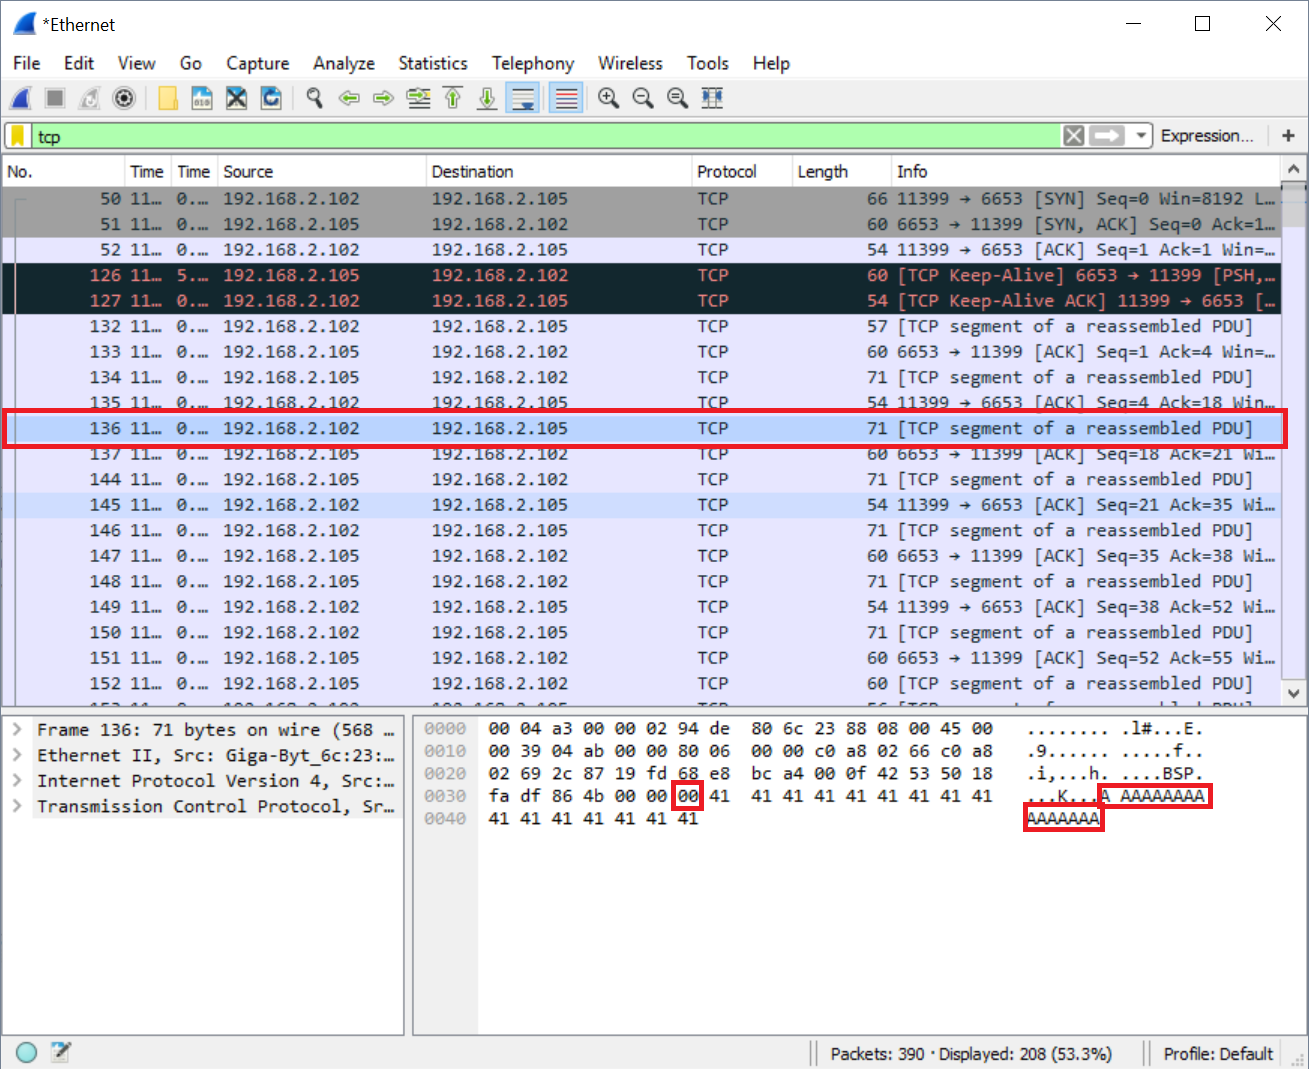 *Ethernet
File Edit View Go Capture Analyze Statistics Telephony Wireless Tools Help
tcp Expression... +
No. Time Time Source Destination Protocol Length Info
50 11... 0.... 192.168.2.102 192.168.2.105 TCP 66 11399 → 6653 [SYN] Seq=0 Win=8192 L...
51 11... 0.... 192.168.2.105 192.168.2.102 TCP 60 6653 → 11399 [SYN, ACK] Seq=0 Ack=1...
52 11... 0.... 192.168.2.102 192.168.2.105 TCP 54 11399 → 6653 [ACK] Seq=1 Ack=1 Win=...
126 11... 5.... 192.168.2.105 192.168.2.102 TCP 60 [TCP Keep-Alive] 6653 → 11399 [PSH,...
127 11... 0.... 192.168.2.102 192.168.2.105 TCP 54 [TCP Keep-Alive ACK] 11399 → 6653 [...
132 11... 0.... 192.168.2.102 192.168.2.105 TCP 57 [TCP segment of a reassembled PDU]
133 11... 0.... 192.168.2.105 192.168.2.102 TCP 60 6653 → 11399 [ACK] Seq=1 Ack=4 Win=...
134 11... 0.... 192.168.2.105 192.168.2.102 TCP 71 [TCP segment of a reassembled PDU]
135 11... 0.... 192.168.2.102 192.168.2.105 TCP 54 11399 → 6653 [ACK] Seq=4 Ack=18 Win...
136 11... 0.... 192.168.2.102 192.168.2.105 TCP 71 [TCP segment of a reassembled PDU]
137 11... 0.... 192.168.2.105 192.168.2.102 TCP 60 6653 → 11399 [ACK] Seq=18 Ack=21 Wi...
144 11... 0.... 192.168.2.105 192.168.2.102 TCP 71 [TCP segment of a reassembled PDU]
145 11... 0.... 192.168.2.102 192.168.2.105 TCP 54 11399 → 6653 [ACK] Seq=21 Ack=35 Wi...
146 11... 0.... 192.168.2.102 192.168.2.105 TCP 71 [TCP segment of a reassembled PDU]
147 11... 0.... 192.168.2.105 192.168.2.102 TCP 60 6653 → 11399 [ACK] Seq=35 Ack=38 Wi...
148 11... 0.... 192.168.2.105 192.168.2.102 TCP 71 [TCP segment of a reassembled PDU]
149 11... 0.... 192.168.2.102 192.168.2.105 TCP 54 11399 → 6653 [ACK] Seq=38 Ack=52 Wi...
150 11... 0.... 192.168.2.102 192.168.2.105 TCP 71 [TCP segment of a reassembled PDU]
151 11... 0.... 192.168.2.105 192.168.2.102 TCP 60 6653 → 11399 [ACK] Seq=52 Ack=55 Wi...
152 11... 0.... 192.168.2.105 192.168.2.102 TCP 60 [TCP segment of a reassembled PDU]
Frame 136: 71 bytes on wire (568 ...
Ethernet II, Src: Giga-Byt_6c:23:...
Internet Protocol Version 4, Src:...
Transmission Control Protocol, Sr...
0000 00 04 a3 00 00 02 94 de 80 6c 23 88 08 00 45 00 ........ .l#...E.
0010 00 39 04 ab 00 00 80 06 00 00 c0 a8 02 66 c0 a8 .9...... .....f..
0020 02 69 2c 87 19 fd 68 e8 bc a4 00 0f 42 53 50 18 .i,...h. ....BSP.
0030 fa df 86 4b 00 00 00 41 41 41 41 41 41 41 41 41 ...K...A AAAAAAAA
0040 41 41 41 41 41 41 41 AAAAAAA
Packets: 390 · Displayed: 208 (53.3%) Profile: Default